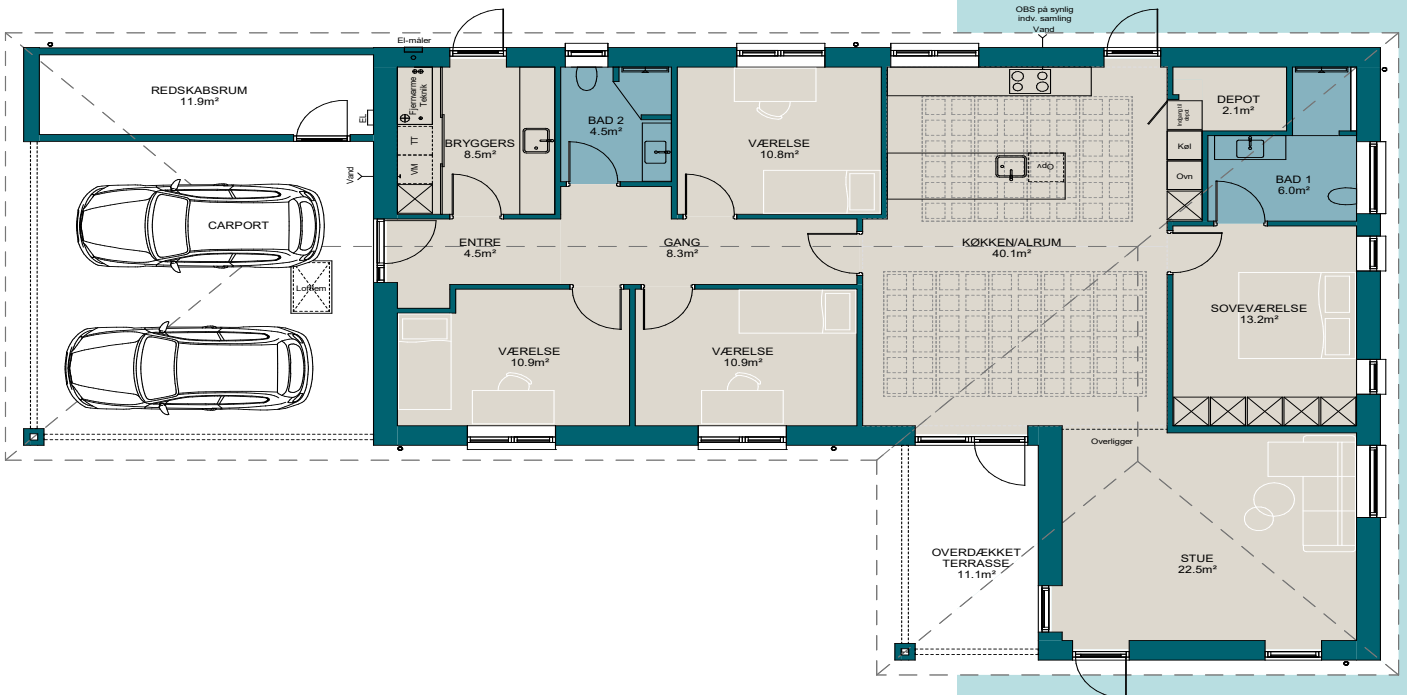 OBS på synlig
indv. samling
Vand
El-måler
REDSKABSRUM
11.9m²
EL
Fjernvarme
Teknik
TT
VM
BRYGGERS
8.5m²
BAD 2
4.5m²
VÆRELSE
10.8m²
Opv
DEPOT
2.1m²
Indgang til
depot
Køl
Ovn
BAD 1
6.0m²
Vand
CARPORT
Loftlem
ENTRE
4.5m²
GANG
8.3m²
KØKKEN/ALRUM
40.1m²
SOVEVÆRELSE
13.2m²
VÆRELSE
10.9m²
VÆRELSE
10.9m²
Overligger
OVERDÆKKET
TERRASSE
11.1m²
STUE
22.5m²